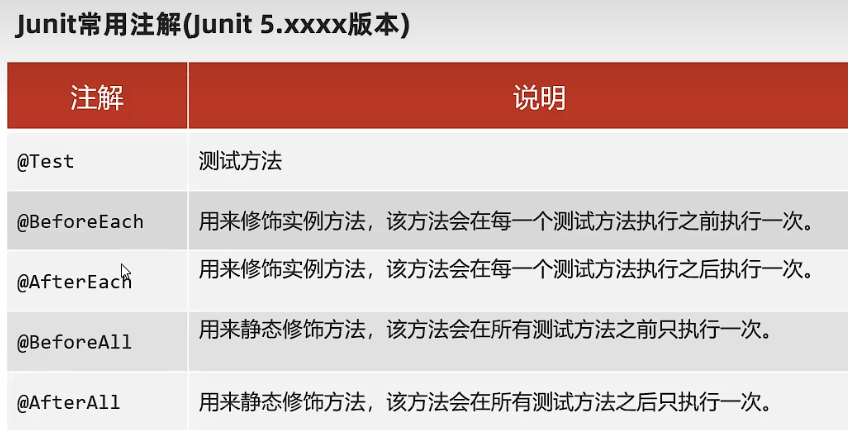 Junit常用注解(Junit 5.xxxx版本)
注解 说明
@Test 测试方法
@BeforeEach 用来修饰实例方法，该方法会在每一个测试方法执行之前执行一次。
@AfterEach 用来修饰实例方法，该方法会在每一个测试方法执行之后执行一次。
@BeforeAll 用来静态修饰方法，该方法会在所有测试方法之前只执行一次。
@AfterAll 用来静态修饰方法，该方法会在所有测试方法之后只执行一次。